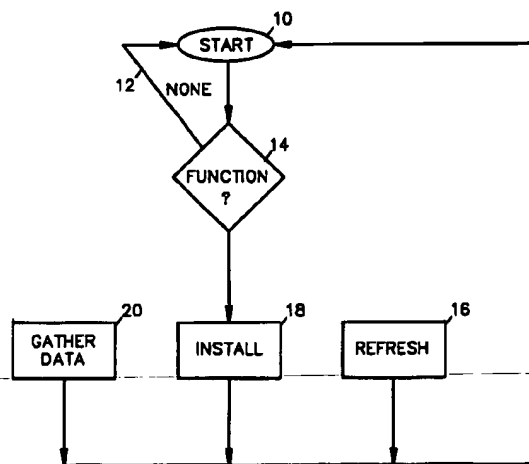 10
START
12
NONE
14
FUNCTION
?
20
GATHER
DATA
18
INSTALL
16
REFRESH